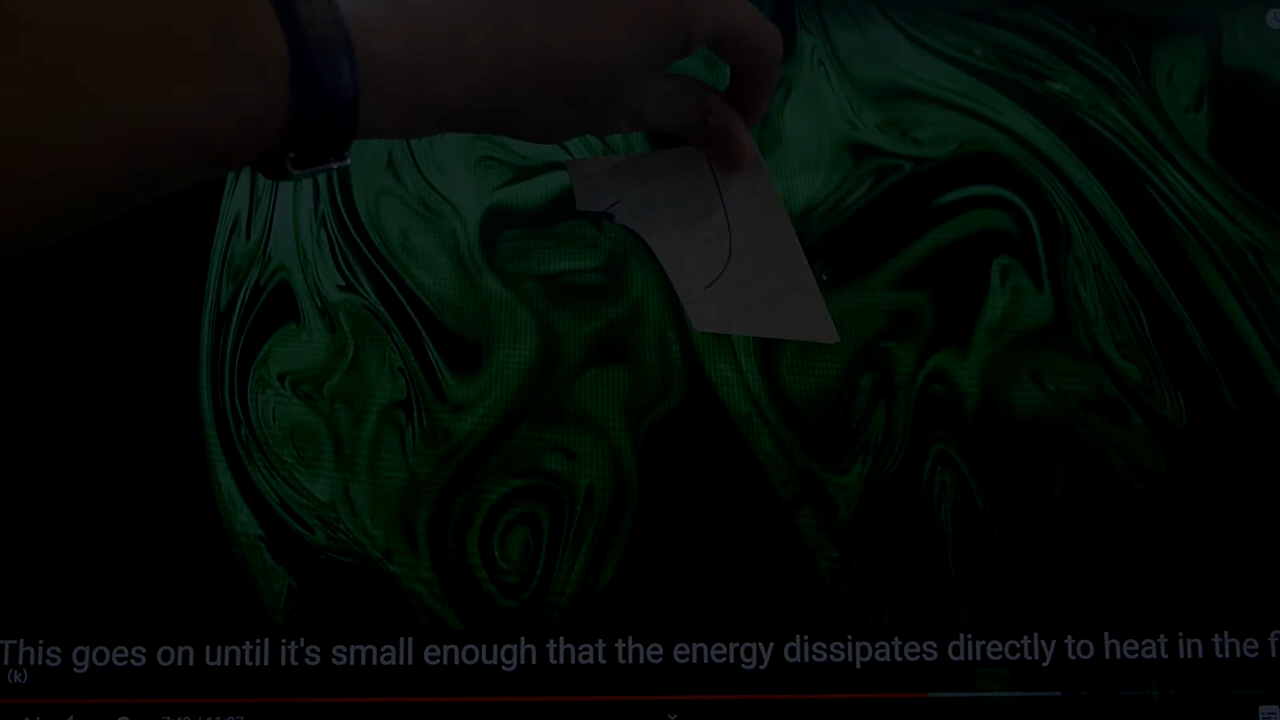 This goes on until it's small enough that the energy dissipates directly to heat in the f
(k)